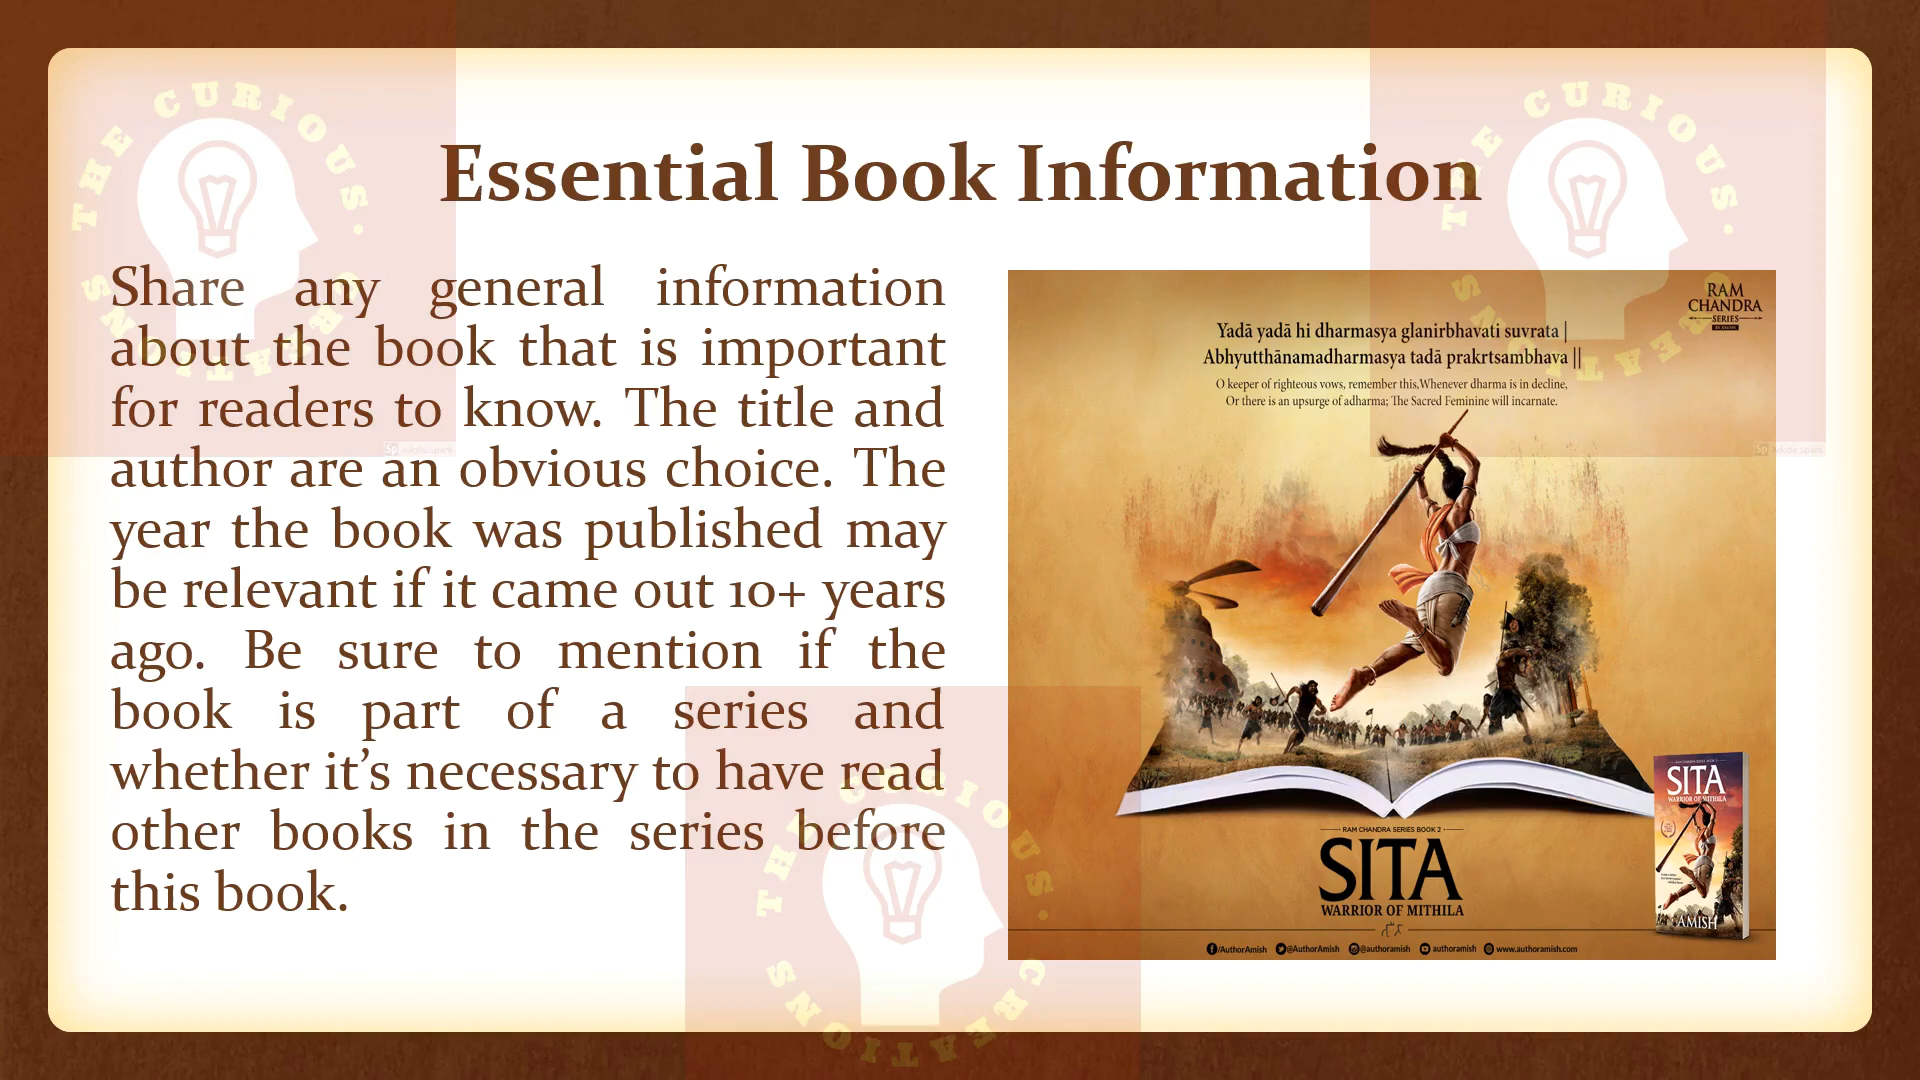 THE CURIOUS. CREATIONS
THE CURIOUS. CREATIONS
Essential Book Information
Share any general information
about the book that is important
for readers to know. The title and
author are an obvious choice. The
year the book was published may
be relevant if it came out 10+ years
ago. Be sure to mention if the
book is part of a series and
whether it’s necessary to have read
other books in the series before
this book.
Adobe Spark
RAM
CHANDRA
SERIES
Yadā yadā hi dharmasya glanirbhavati suvrata |
Abhyutthānamadharmasya tadā prakrtsambhava ||
O keeper of righteous vows, remember this,Whenever dharma is in decline,
Or there is an upsurge of adharma; The Sacred Feminine will incarnate.
Sp Adobe Spark
RAM CHANDRA SERIES BOOK 2
SITA
WARRIOR OF MITHILA
/AuthorAmish @AuthorAmish @authoramish authoramish www.authoramish.com
SITA
WARRIOR OF MITHILA
AMISH
THE CURIOUS. CREATIONS